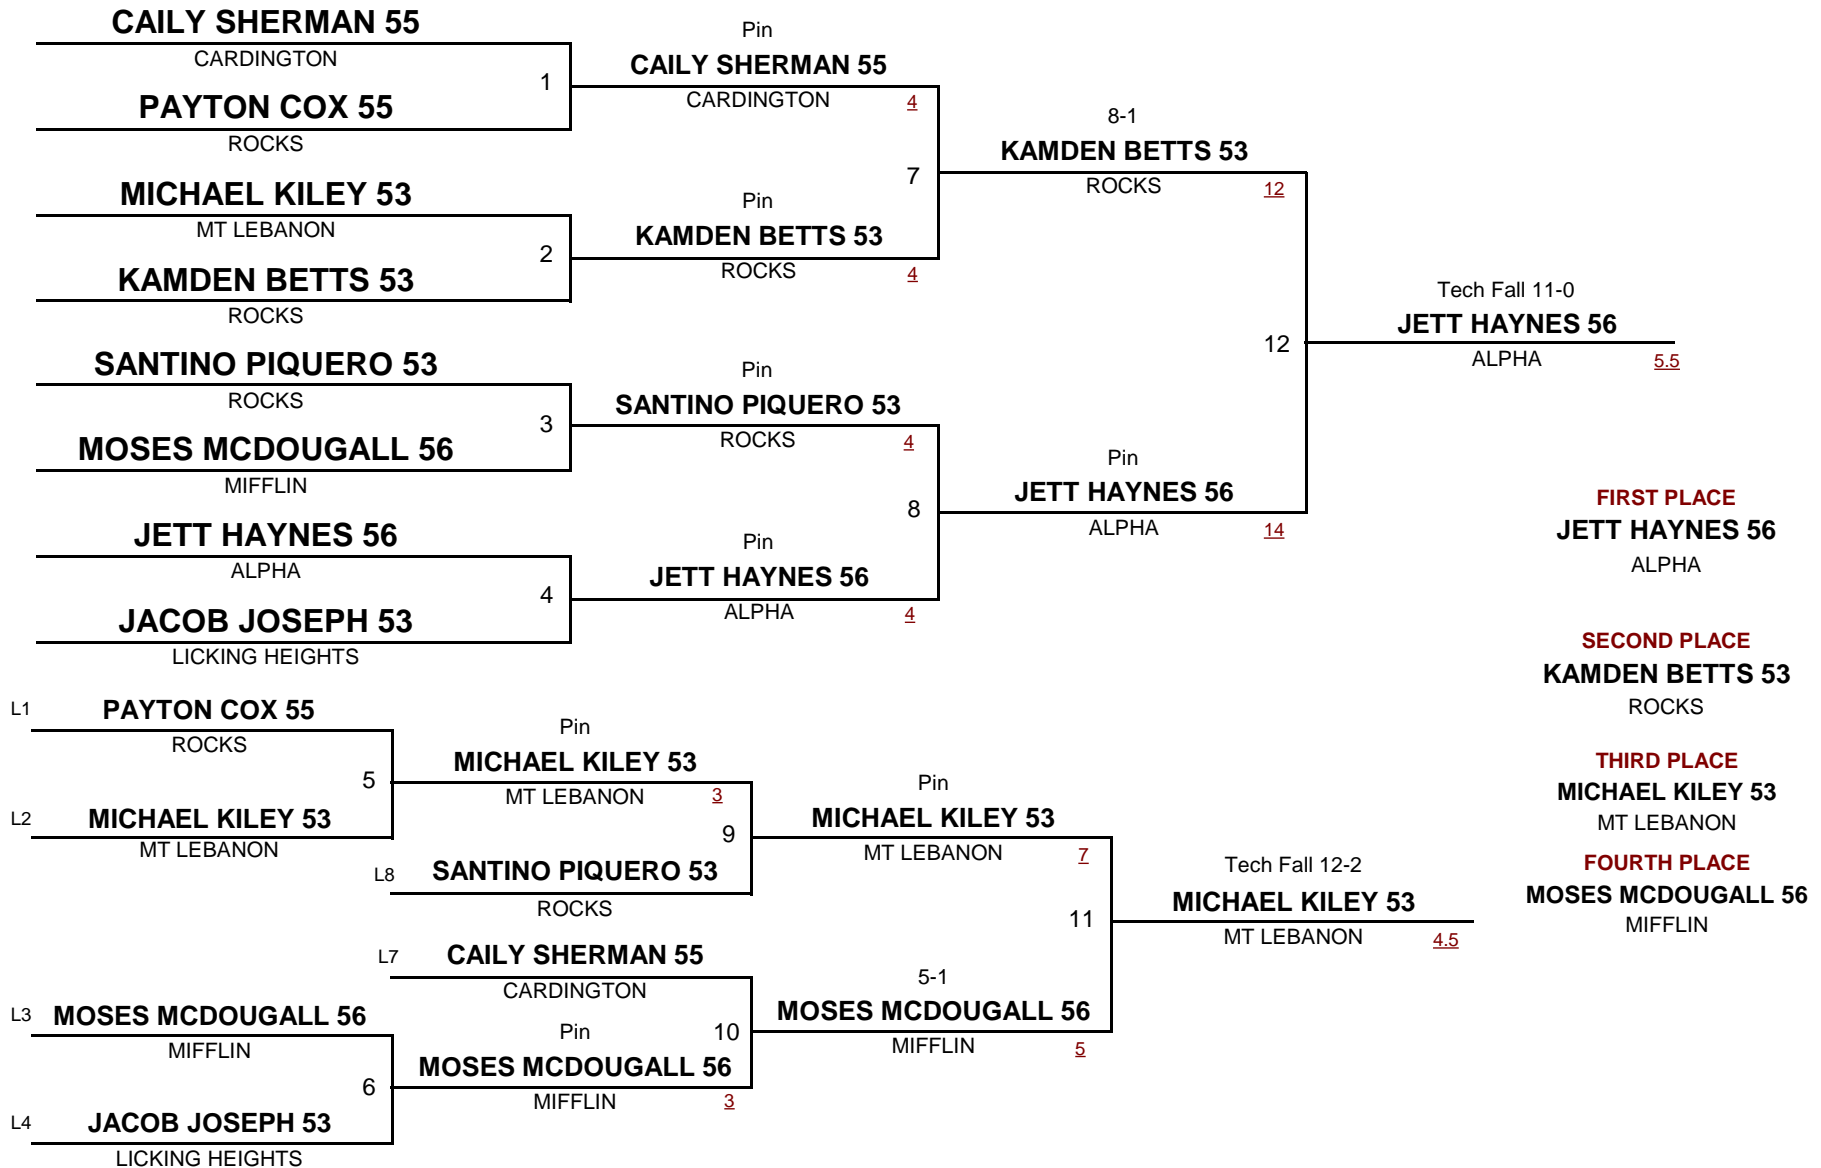 CAILY SHERMAN 55
CARDINGTON
1
PAYTON COX 55
ROCKS
Pin
CAILY SHERMAN 55
CARDINGTON
4
MICHAEL KILEY 53
MT LEBANON
2
KAMDEN BETTS 53
ROCKS
7
Pin
KAMDEN BETTS 53
ROCKS
4
8-1
KAMDEN BETTS 53
ROCKS
12
SANTINO PIQUERO 53
ROCKS
3
MOSES MCDOUGALL 56
MIFFLIN
Pin
SANTINO PIQUERO 53
ROCKS
4
JETT HAYNES 56
ALPHA
4
JACOB JOSEPH 53
LICKING HEIGHTS
8
Pin
JETT HAYNES 56
ALPHA
4
Pin
JETT HAYNES 56
ALPHA
14
12
Tech Fall 11-0
JETT HAYNES 56
ALPHA
5.5
FIRST PLACE
JETT HAYNES 56
ALPHA
SECOND PLACE
KAMDEN BETTS 53
ROCKS
THIRD PLACE
MICHAEL KILEY 53
MT LEBANON
FOURTH PLACE
MOSES MCDOUGALL 56
MIFFLIN
L1
PAYTON COX 55
ROCKS
5
L2
MICHAEL KILEY 53
MT LEBANON
Pin
MICHAEL KILEY 53
MT LEBANON
3
9
L8
SANTINO PIQUERO 53
ROCKS
Pin
MICHAEL KILEY 53
MT LEBANON
7
L7
CAILY SHERMAN 55
CARDINGTON
L3
MOSES MCDOUGALL 56
MIFFLIN
6
L4
JACOB JOSEPH 53
LICKING HEIGHTS
Pin
10
MOSES MCDOUGALL 56
MIFFLIN
3
5-1
MOSES MCDOUGALL 56
MIFFLIN
5
11
Tech Fall 12-2
MICHAEL KILEY 53
MT LEBANON
4.5